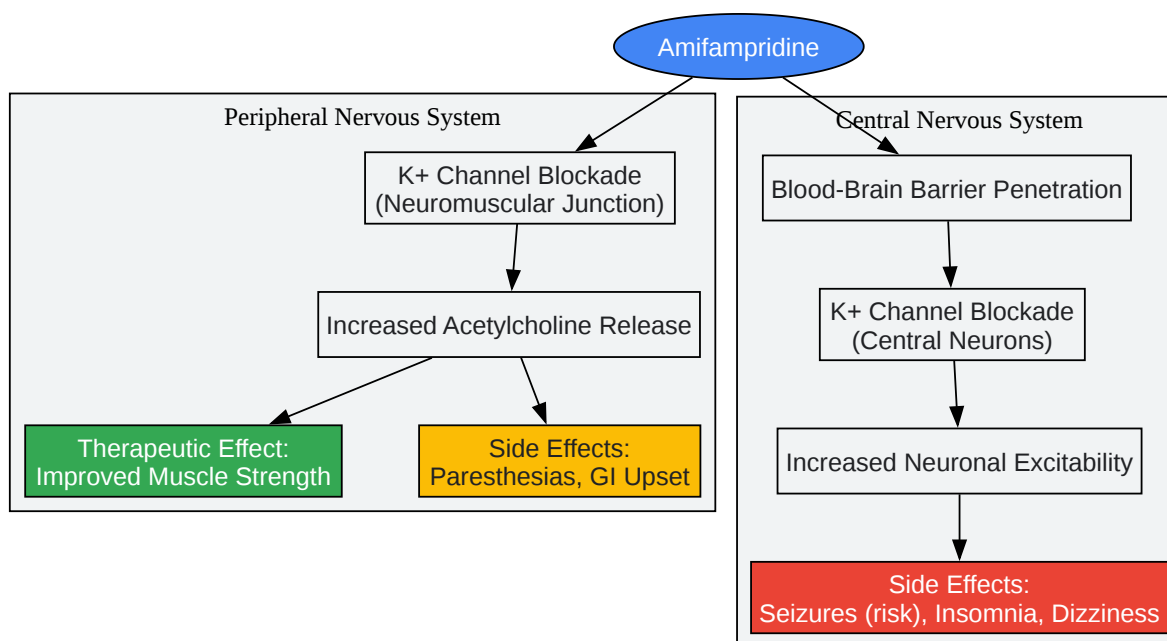 Amifampridine
Peripheral Nervous System
K+ Channel Blockade
(Neuromuscular Junction)
Increased Acetylcholine Release
Therapeutic Effect:
Improved Muscle Strength
Side Effects:
Paresthesias, GI Upset
Central Nervous System
Blood-Brain Barrier Penetration
K+ Channel Blockade
(Central Neurons)
Increased Neuronal Excitability
Side Effects:
Seizures (risk), Insomnia, Dizziness